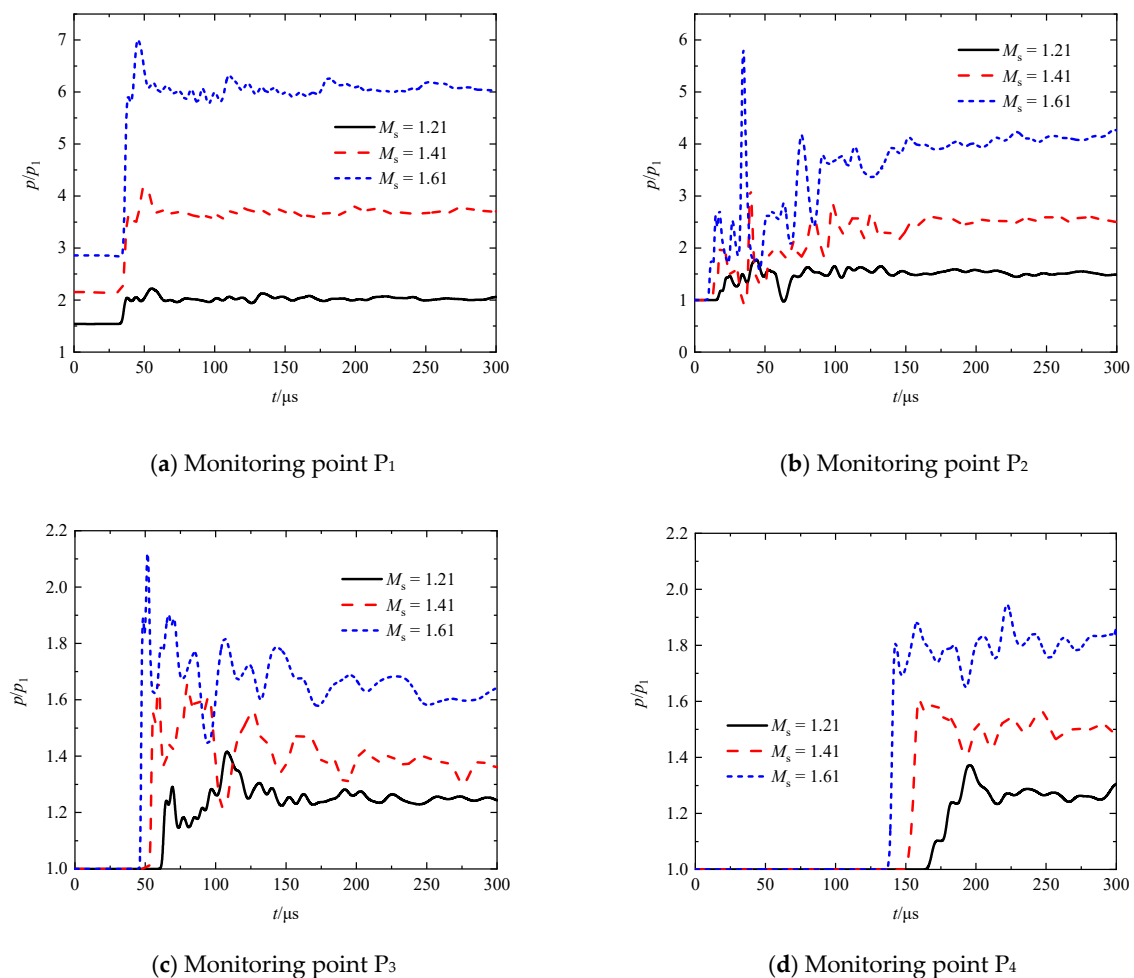 7
6
5
4
3
2
1
p/p₁
Mₛ = 1.21
Mₛ = 1.41
Mₛ = 1.61
0 50 100 150 200 250 300
t/μs
(a) Monitoring point P₁
6
5
4
3
2
1
0
p/p₁
Mₛ = 1.21
Mₛ = 1.41
Mₛ = 1.61
0 50 100 150 200 250 300
t/μs
(b) Monitoring point P₂
2.2
2.0
1.8
1.6
1.4
1.2
1.0
p/p₁
Mₛ = 1.21
Mₛ = 1.41
Mₛ = 1.61
0 50 100 150 200 250 300
t/μs
(c) Monitoring point P₃
2.2
2.0
1.8
1.6
1.4
1.2
1.0
p/p₁
Mₛ = 1.21
Mₛ = 1.41
Mₛ = 1.61
0 50 100 150 200 250 300
t/μs
(d) Monitoring point P₄